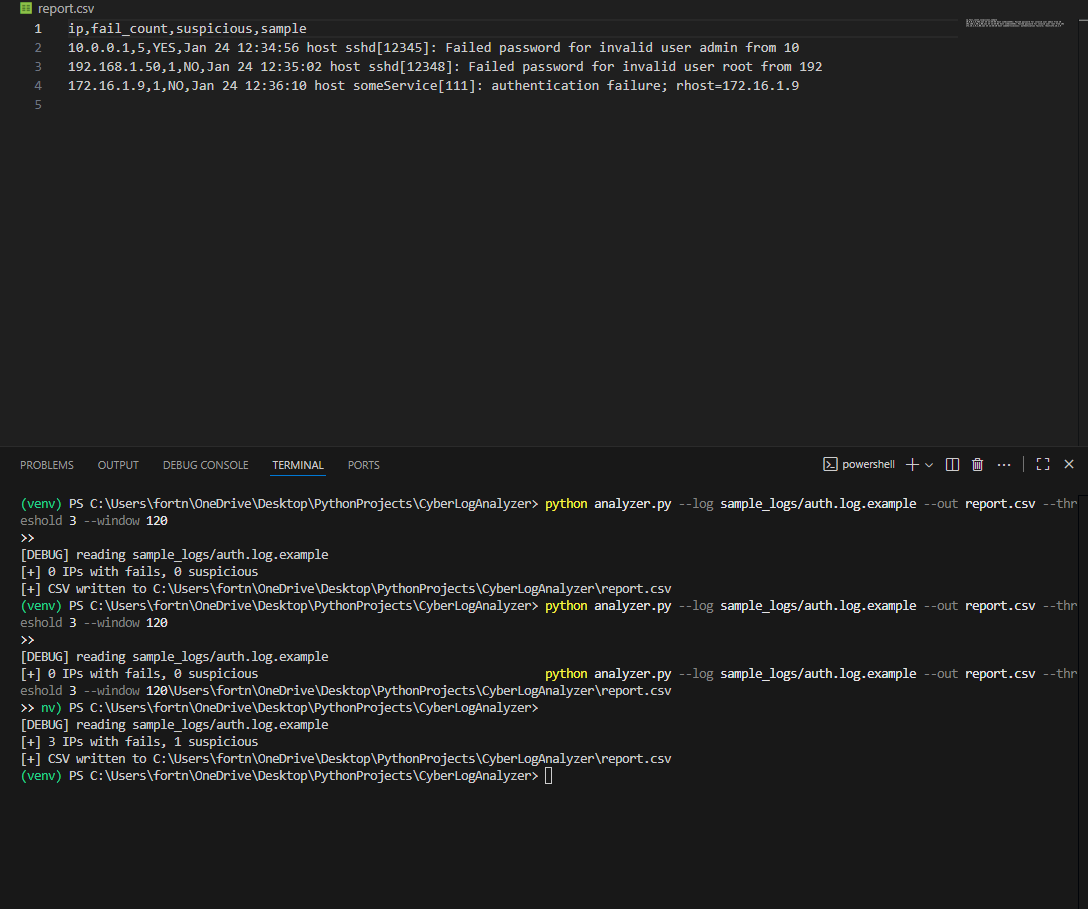 report.csv
1 ip,fail_count,suspicious,sample
2 10.0.0.1,5,YES,Jan 24 12:34:56 host sshd[12345]: Failed password for invalid user admin from 10
3 192.168.1.50,1,NO,Jan 24 12:35:02 host sshd[12348]: Failed password for invalid user root from 192
4 172.16.1.9,1,NO,Jan 24 12:36:10 host someService[111]: authentication failure; rhost=172.16.1.9
5
PROBLEMS OUTPUT DEBUG CONSOLE TERMINAL PORTS powershell
(venv) PS C:\Users\fortn\OneDrive\Desktop\PythonProjects\CyberLogAnalyzer> python analyzer.py --log sample_logs/auth.log.example --out report.csv --thr
eshold 3 --window 120
>>
[DEBUG] reading sample_logs/auth.log.example
[+] 0 IPs with fails, 0 suspicious
[+] CSV written to C:\Users\fortn\OneDrive\Desktop\PythonProjects\CyberLogAnalyzer\report.csv
(venv) PS C:\Users\fortn\OneDrive\Desktop\PythonProjects\CyberLogAnalyzer> python analyzer.py --log sample_logs/auth.log.example --out report.csv --thr
eshold 3 --window 120
>>
[DEBUG] reading sample_logs/auth.log.example
[+] 0 IPs with fails, 0 suspicious python analyzer.py --log sample_logs/auth.log.example --out report.csv --thr
eshold 3 --window 120\Users\fortn\OneDrive\Desktop\PythonProjects\CyberLogAnalyzer\report.csv
>> nv) PS C:\Users\fortn\OneDrive\Desktop\PythonProjects\CyberLogAnalyzer>
[DEBUG] reading sample_logs/auth.log.example
[+] 3 IPs with fails, 1 suspicious
[+] CSV written to C:\Users\fortn\OneDrive\Desktop\PythonProjects\CyberLogAnalyzer\report.csv
(venv) PS C:\Users\fortn\OneDrive\Desktop\PythonProjects\CyberLogAnalyzer>